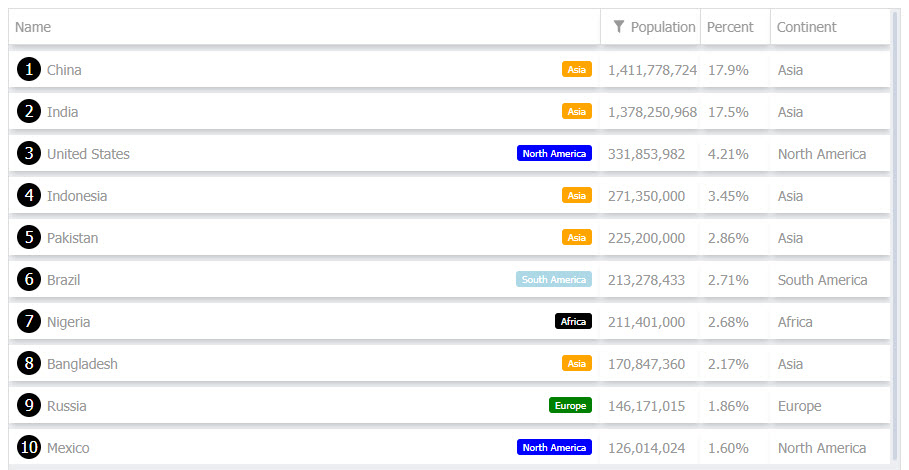 Name Population Percent Continent
1 China Asia 1,411,778,724 17.9% Asia
2 India Asia 1,378,250,968 17.5% Asia
3 United States North America 331,853,982 4.21% North America
4 Indonesia Asia 271,350,000 3.45% Asia
5 Pakistan Asia 225,200,000 2.86% Asia
6 Brazil South America 213,278,433 2.71% South America
7 Nigeria Africa 211,401,000 2.68% Africa
8 Bangladesh Asia 170,847,360 2.17% Asia
9 Russia Europe 146,171,015 1.86% Europe
10 Mexico North America 126,014,024 1.60% North America